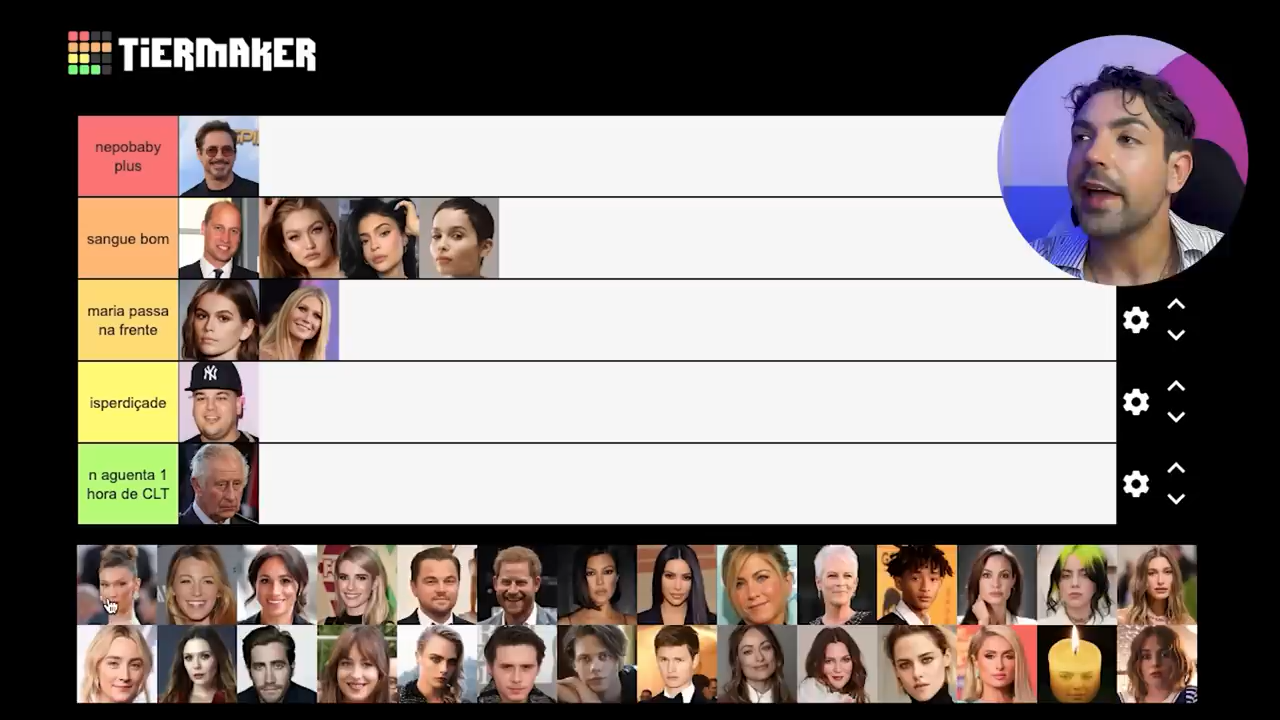 TiERMAKER
nepobaby
plus
sangue bom
maria passa
na frente
isperdiçade
n aguenta 1
hora de CLT